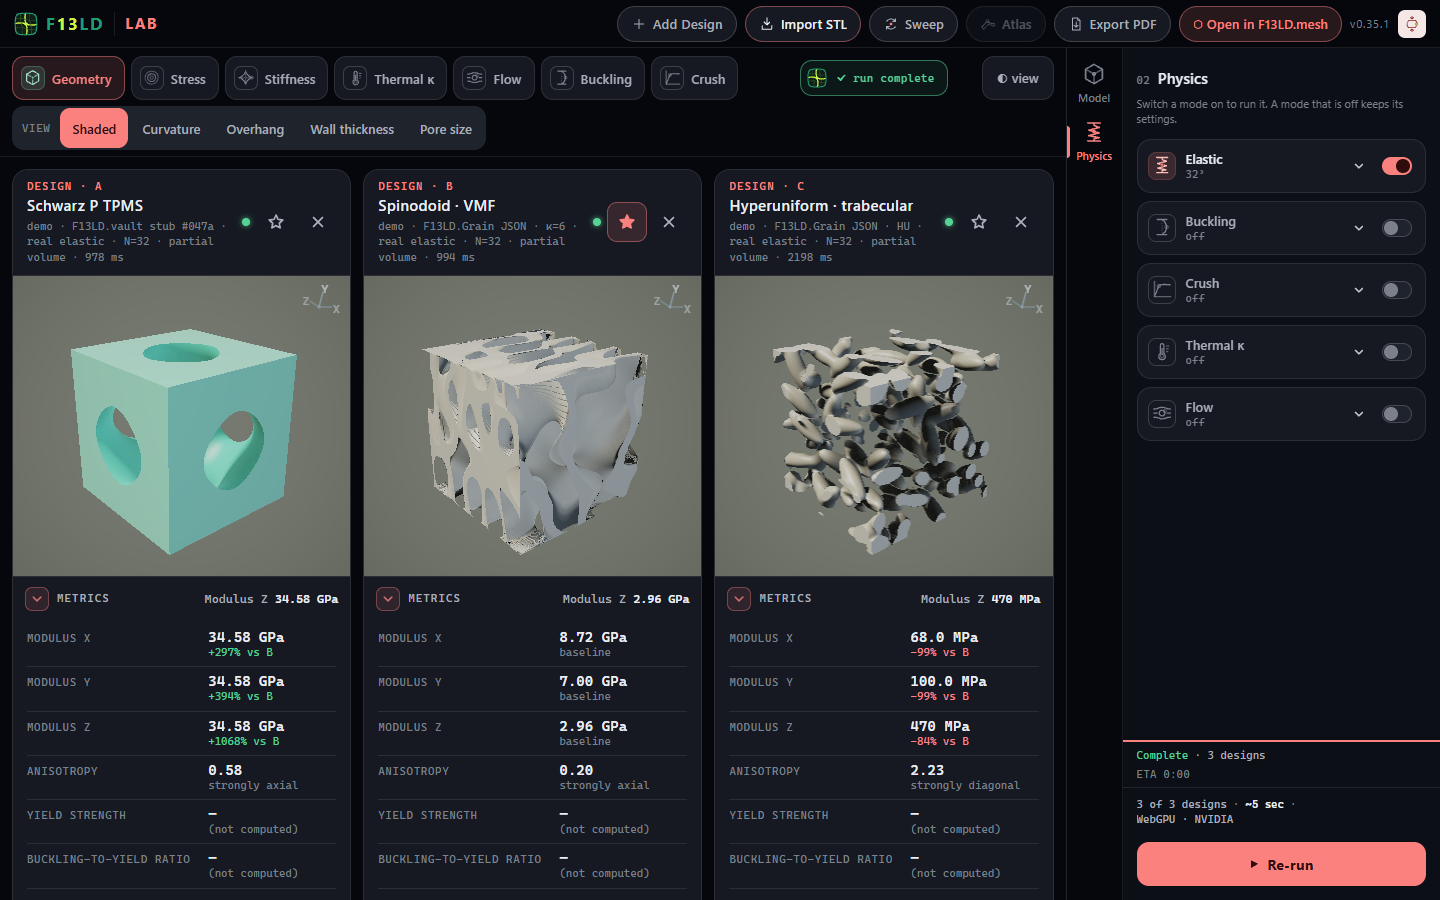 F13LD LAB
+ Add Design
Import STL
Sweep
Atlas
Export PDF
Open in F13LD.mesh
v0.35.1
Geometry
Stress
Stiffness
Thermal κ
Flow
Buckling
Crush
✓ run complete
view
VIEW
Shaded
Curvature
Overhang
Wall thickness
Pore size
DESIGN · A
Schwarz P TPMS
demo · F13LD.vault stub #047a ·
real elastic · N=32 · partial
volume · 978 ms
Z Y X
METRICS
Modulus Z 34.58 GPa
MODULUS X
34.58 GPa
+297% vs B
MODULUS Y
34.58 GPa
+394% vs B
MODULUS Z
34.58 GPa
+1068% vs B
ANISOTROPY
0.58
strongly axial
YIELD STRENGTH
—
(not computed)
BUCKLING-TO-YIELD RATIO
—
(not computed)
DESIGN · B
Spinodoid · VMF
demo · F13LD.Grain JSON · κ=6 ·
real elastic · N=32 · partial
volume · 994 ms
Z Y X
METRICS
Modulus Z 2.96 GPa
MODULUS X
8.72 GPa
baseline
MODULUS Y
7.00 GPa
baseline
MODULUS Z
2.96 GPa
baseline
ANISOTROPY
0.20
strongly axial
YIELD STRENGTH
—
(not computed)
BUCKLING-TO-YIELD RATIO
—
(not computed)
DESIGN · C
Hyperuniform · trabecular
demo · F13LD.Grain JSON · HU ·
real elastic · N=32 · partial
volume · 2198 ms
Z Y X
METRICS
Modulus Z 470 MPa
MODULUS X
68.0 MPa
−99% vs B
MODULUS Y
100.0 MPa
−99% vs B
MODULUS Z
470 MPa
−84% vs B
ANISOTROPY
2.23
strongly diagonal
YIELD STRENGTH
—
(not computed)
BUCKLING-TO-YIELD RATIO
—
(not computed)
Model
Physics
02 Physics
Switch a mode on to run it. A mode that is off keeps its
settings.
Elastic
32³
Buckling
off
Crush
off
Thermal κ
off
Flow
off
Complete · 3 designs
ETA 0:00
3 of 3 designs · ~5 sec ·
WebGPU · NVIDIA
Re-run